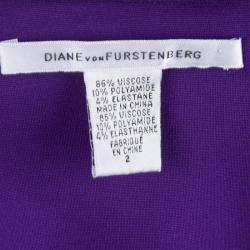 DIANE VON FURSTENBERG
86% VISCOSE
10% POLYAMIDE
4% ELASTANE
MADE IN CHINA
85% VISCOSE
10% POLYAMIDE
4% ELASTHANNE
FABRIQUÉ
EN CHINE
2